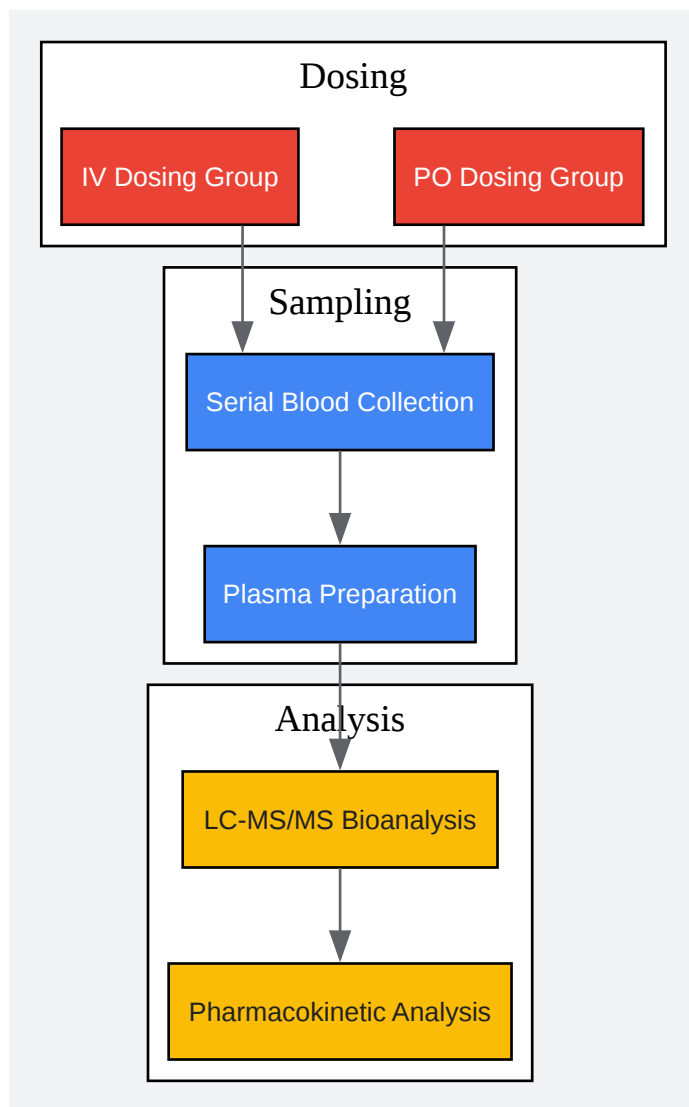 Dosing
IV Dosing Group
PO Dosing Group
Sampling
Serial Blood Collection
Plasma Preparation
Analysis
LC-MS/MS Bioanalysis
Pharmacokinetic Analysis